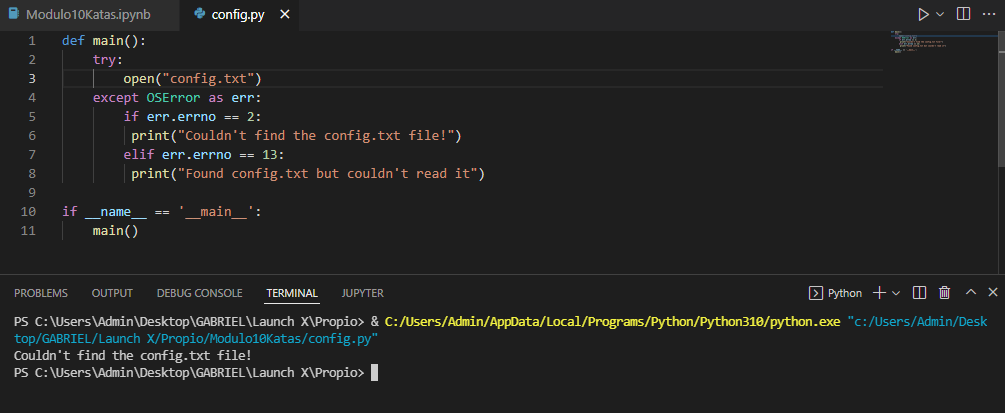 Modulo10Katas.ipynb config.py
1 def main():
2 try:
3 open("config.txt")
4 except OSError as err:
5 if err.errno == 2:
6 print("Couldn't find the config.txt file!")
7 elif err.errno == 13:
8 print("Found config.txt but couldn't read it")
9
10 if __name__ == '__main__':
11 main()
PROBLEMS OUTPUT DEBUG CONSOLE TERMINAL JUPYTER Python
PS C:\Users\Admin\Desktop\GABRIEL\Launch X\Propio> & C:/Users/Admin/AppData/Local/Programs/Python/Python310/python.exe "c:/Users/Admin/Desk
top/GABRIEL/Launch X/Propio/Modulo10Katas/config.py"
Couldn't find the config.txt file!
PS C:\Users\Admin\Desktop\GABRIEL\Launch X\Propio>